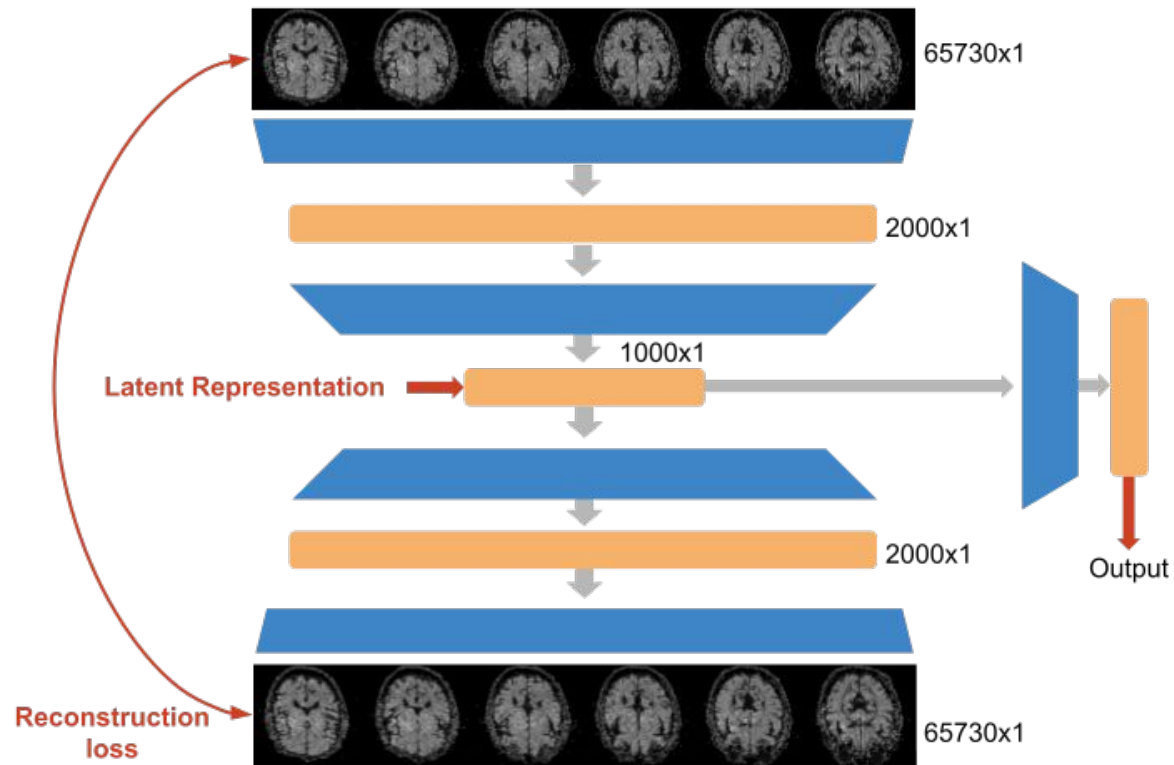 65730x1
2000x1
1000x1
Latent Representation
2000x1
Output
Reconstruction
loss
65730x1